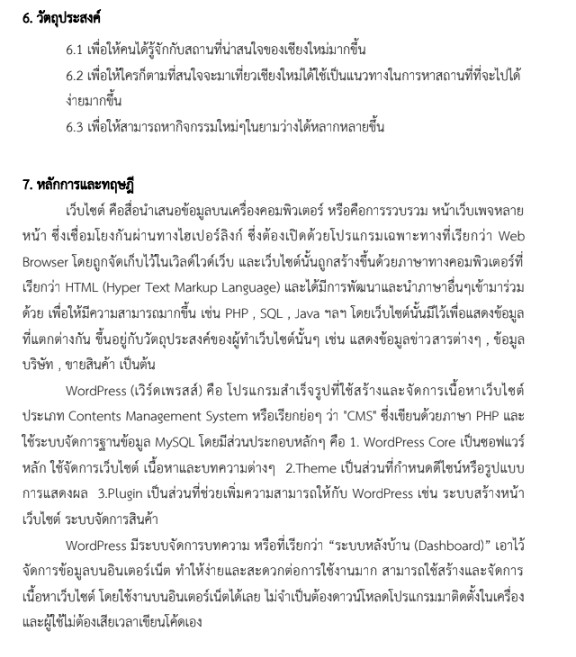 6. วัตถุประสงค์
6.1 เพื่อให้คนได้รู้จักกับสถานที่น่าสนใจของเชียงใหม่มากขึ้น
6.2 เพื่อให้ใครก็ตามที่สนใจจะมาเที่ยวเชียงใหม่ได้ใช้เป็นแนวทางในการหาสถานที่ที่จะไปได้
ง่ายมากขึ้น
6.3 เพื่อให้สามารถหากิจกรรมใหม่ๆในยามว่างได้หลากหลายขึ้น
7. หลักการและทฤษฎี
เว็บไซต์ คือสื่อนำเสนอข้อมูลบนเครื่องคอมพิวเตอร์ หรือคือการรวบรวม หน้าเว็บเพจหลาย
หน้า ซึ่งเชื่อมโยงกันผ่านทางไฮเปอร์ลิงก์ ซึ่งต้องเปิดด้วยโปรแกรมเฉพาะทางที่เรียกว่า Web
Browser โดยถูกจัดเก็บไว้ในเวิลด์ไวด์เว็บ และเว็บไซต์นั้นถูกสร้างขึ้นด้วยภาษาทางคอมพิวเตอร์ที่
เรียกว่า HTML (Hyper Text Markup Language) และได้มีการพัฒนาและนำภาษาอื่นๆเข้ามาร่วม
ด้วย เพื่อให้มีความสามารถมากขึ้น เช่น PHP , SQL , Java ฯลฯ โดยเว็บไซต์นั้นมีไว้เพื่อแสดงข้อมูล
ที่แตกต่างกัน ขึ้นอยู่กับวัตถุประสงค์ของผู้ทำเว็บไซต์นั้นๆ เช่น แสดงข้อมูลข่าวสารต่างๆ , ข้อมูล
บริษัท , ขายสินค้า เป็นต้น
WordPress (เวิร์ดเพรสส์) คือ โปรแกรมสำเร็จรูปที่ใช้สร้างและจัดการเนื้อหาเว็บไซต์
ประเภท Contents Management System หรือเรียกย่อๆ ว่า "CMS" ซึ่งเขียนด้วยภาษา PHP และ
ใช้ระบบจัดการฐานข้อมูล MySQL โดยมีส่วนประกอบหลักๆ คือ 1. WordPress Core เป็นซอฟแวร์
หลัก ใช้จัดการเว็บไซต์ เนื้อหาและบทความต่างๆ 2.Theme เป็นส่วนที่กำหนดดีไซน์หรือรูปแบบ
การแสดงผล 3.Plugin เป็นส่วนที่ช่วยเพิ่มความสามารถให้กับ WordPress เช่น ระบบสร้างหน้า
เว็บไซต์ ระบบจัดการสินค้า
WordPress มีระบบจัดการบทความ หรือที่เรียกว่า “ระบบหลังบ้าน (Dashboard)” เอาไว้
จัดการข้อมูลบนอินเตอร์เน็ต ทำให้ง่ายและสะดวกต่อการใช้งานมาก สามารถใช้สร้างและจัดการ
เนื้อหาเว็บไซต์ โดยใช้งานบนอินเตอร์เน็ตได้เลย ไม่จำเป็นต้องดาวน์โหลดโปรแกรมมาติดตั้งในเครื่อง
และผู้ใช้ไม่ต้องเสียเวลาเขียนโค้ดเอง